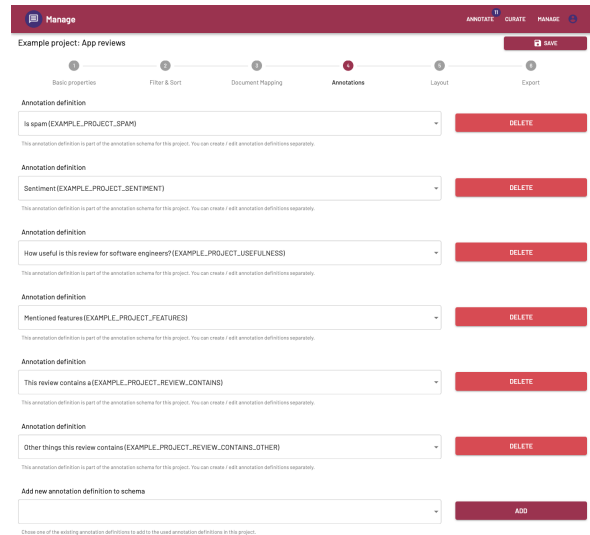 Manage
ANNOTATE 11 CURATE MANAGE
Example project: App reviews
SAVE
1 2 3 4 5 6
Basic properties Filter & Sort Document Mapping Annotations Layout Export
Annotation definition
Is spam (EXAMPLE_PROJECT_SPAM)
DELETE
This annotation definition is part of the annotation schema for this project. You can create / edit annotation definitions separately.
Annotation definition
Sentiment (EXAMPLE_PROJECT_SENTIMENT)
DELETE
This annotation definition is part of the annotation schema for this project. You can create / edit annotation definitions separately.
Annotation definition
How useful is this review for software engineers? (EXAMPLE_PROJECT_USEFULNESS)
DELETE
This annotation definition is part of the annotation schema for this project. You can create / edit annotation definitions separately.
Annotation definition
Mentioned features (EXAMPLE_PROJECT_FEATURES)
DELETE
This annotation definition is part of the annotation schema for this project. You can create / edit annotation definitions separately.
Annotation definition
This review contains a (EXAMPLE_PROJECT_REVIEW_CONTAINS)
DELETE
This annotation definition is part of the annotation schema for this project. You can create / edit annotation definitions separately.
Annotation definition
Other things this review contains (EXAMPLE_PROJECT_REVIEW_CONTAINS_OTHER)
DELETE
This annotation definition is part of the annotation schema for this project. You can create / edit annotation definitions separately.
Add new annotation definition to schema
ADD
Chose one of the existing annotation definitions to add to the used annotation definitions in this project.